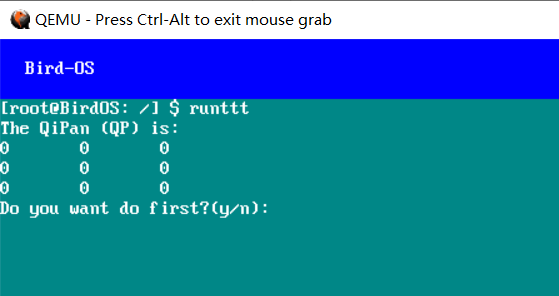 QEMU - Press Ctrl-Alt to exit mouse grab
Bird-OS
[root@BirdOS: /] $ runttt
The QiPan (QP) is:
0 0 0
0 0 0
0 0 0
Do you want do first?(y/n):